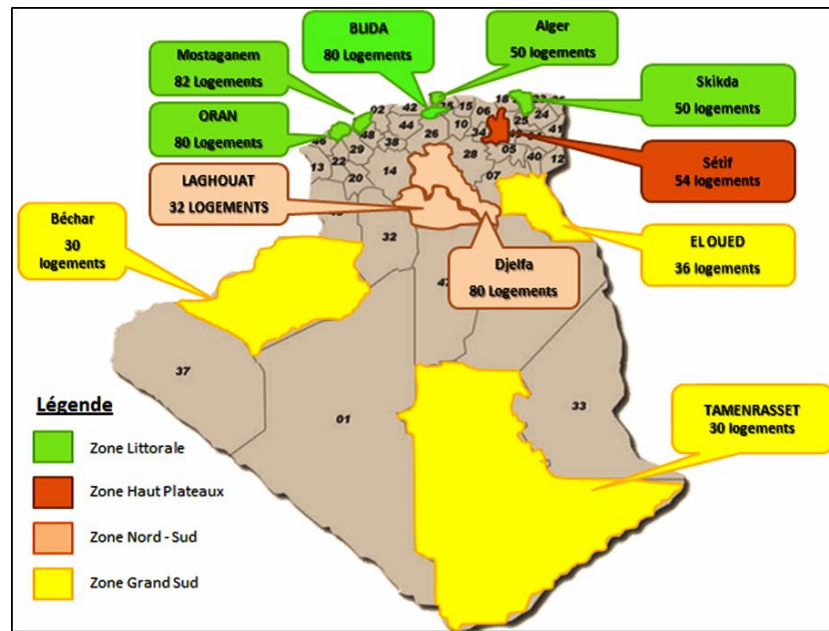 BLIDA
80 Logements
Alger
50 logements
Mostaganem
82 Logements
Skikda
50 logements
ORAN
80 Logements
Sétif
54 logements
LAGHOUAT
32 LOGEMENTS
Béchar
30
logements
EL OUED
36 logements
Djelfa
80 Logements
TAMENRASSET
30 logements
02
42
35
15
06
18
44
10
34
25
24
41
48
38
26
46
29
22
13
20
14
28
05
40
12
07
32
47
37
01
33
Légende
Zone Littorale
Zone Haut Plateaux
Zone Nord - Sud
Zone Grand Sud